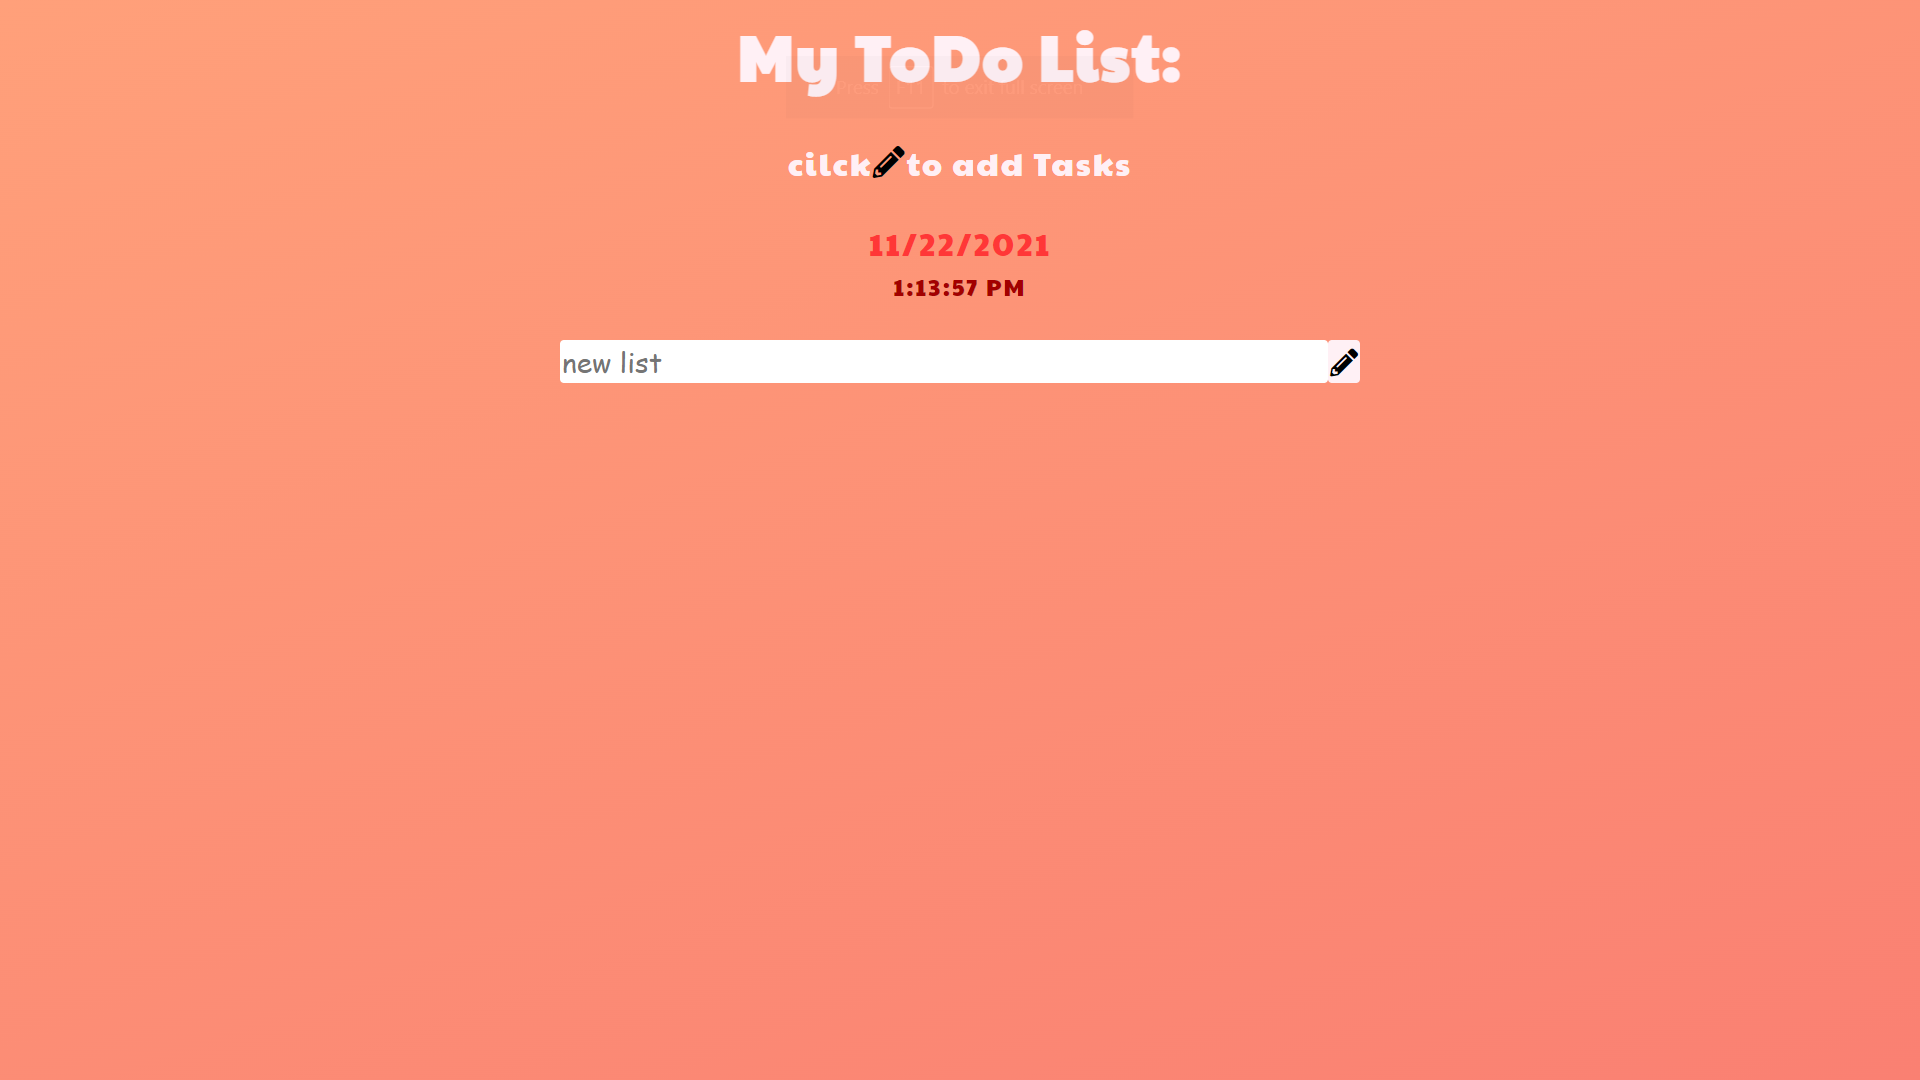 My ToDo List:
Press F11 to exit full screen
cilck to add Tasks
11/22/2021
1:13:57 PM
new list